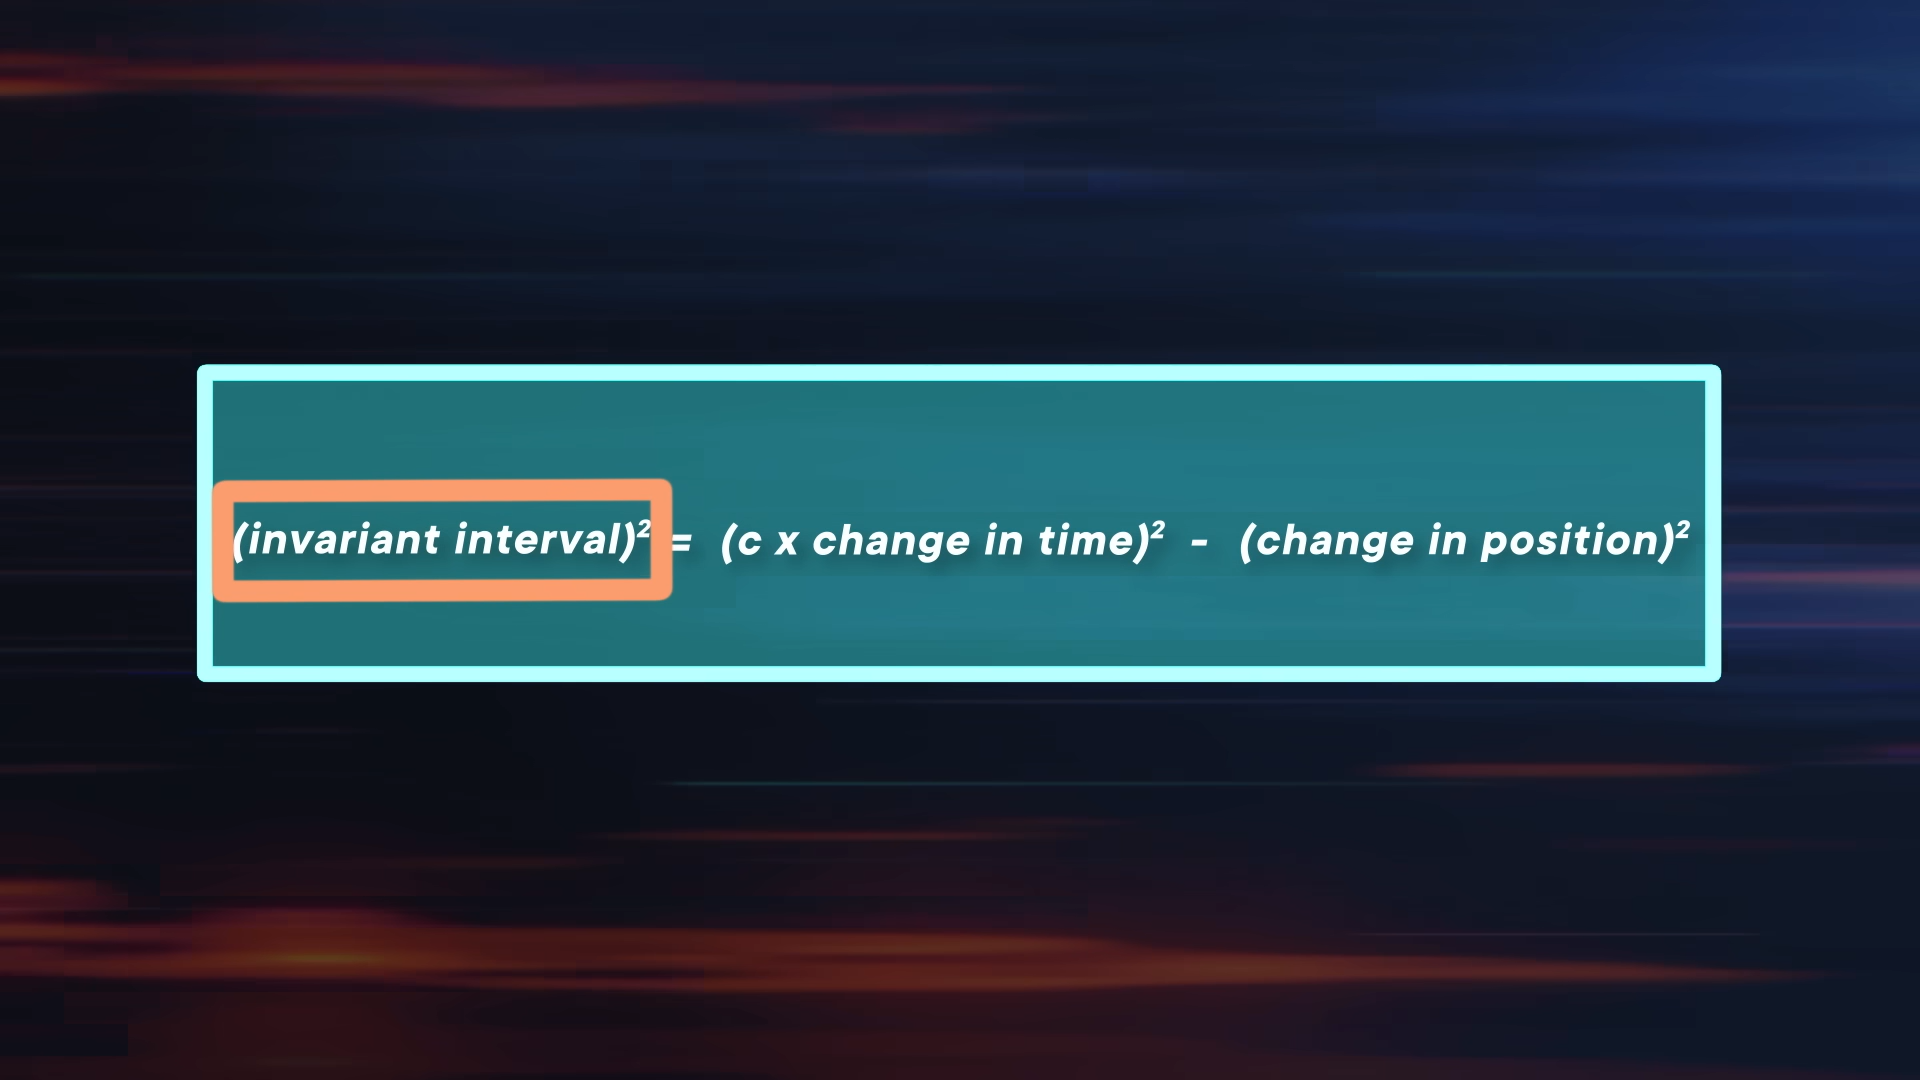 (invariant interval)² = (c x change in time)² - (change in position)²